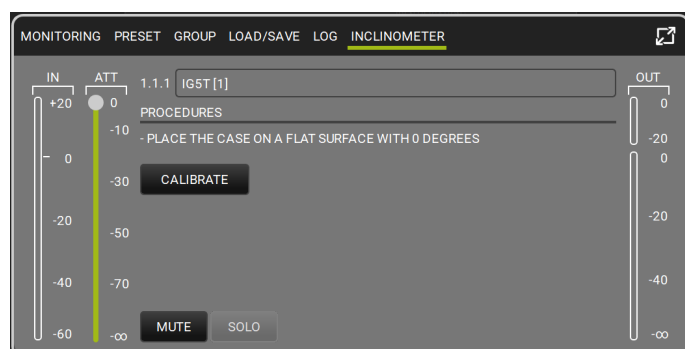 MONITORING PRESET GROUP LOAD/SAVE LOG INCLINOMETER
IN ATT 1.1.1 IG5T [1] OUT
+20 0 0
PROCEDURES
-10 -20
- PLACE THE CASE ON A FLAT SURFACE WITH 0 DEGREES
0 0
-30 CALIBRATE
-20 -20
-50
-40 -70 -40
MUTE SOLO
-60 -∞ -∞